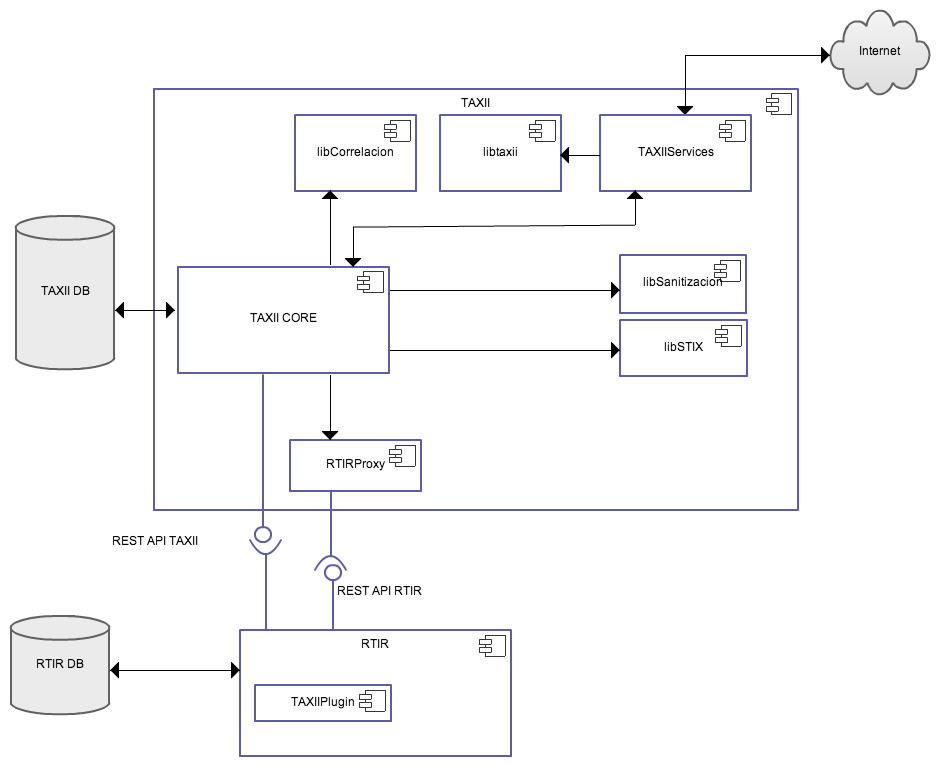 Internet
TAXII
libCorrelacion
libtaxii
TAXIIServices
TAXII DB
TAXII CORE
libSanitizacion
libSTIX
RTIRProxy
REST API TAXII
REST API RTIR
RTIR DB
RTIR
TAXIIPlugin